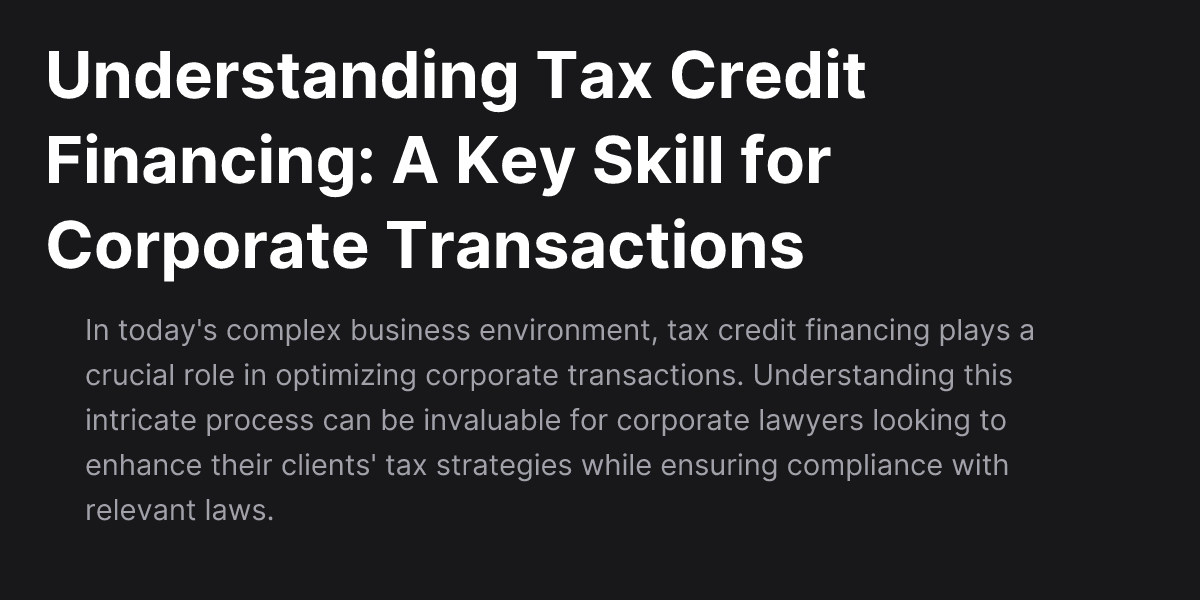 Understanding Tax Credit
Financing: A Key Skill for
Corporate Transactions
In today's complex business environment, tax credit financing plays a
crucial role in optimizing corporate transactions. Understanding this
intricate process can be invaluable for corporate lawyers looking to
enhance their clients' tax strategies while ensuring compliance with
relevant laws.